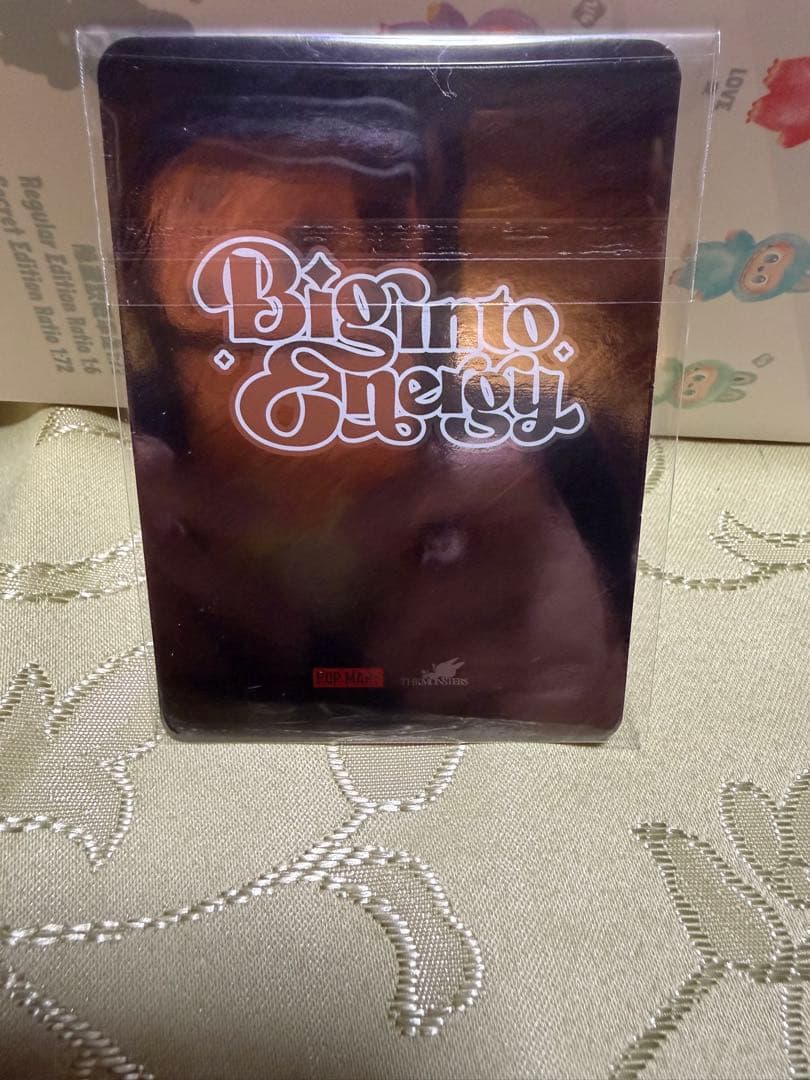 Big into
Energy
POP MART
THE MONSTERS
Regular Edition Ratio 1:6
Secret Edition Ratio 1:72
LOVE